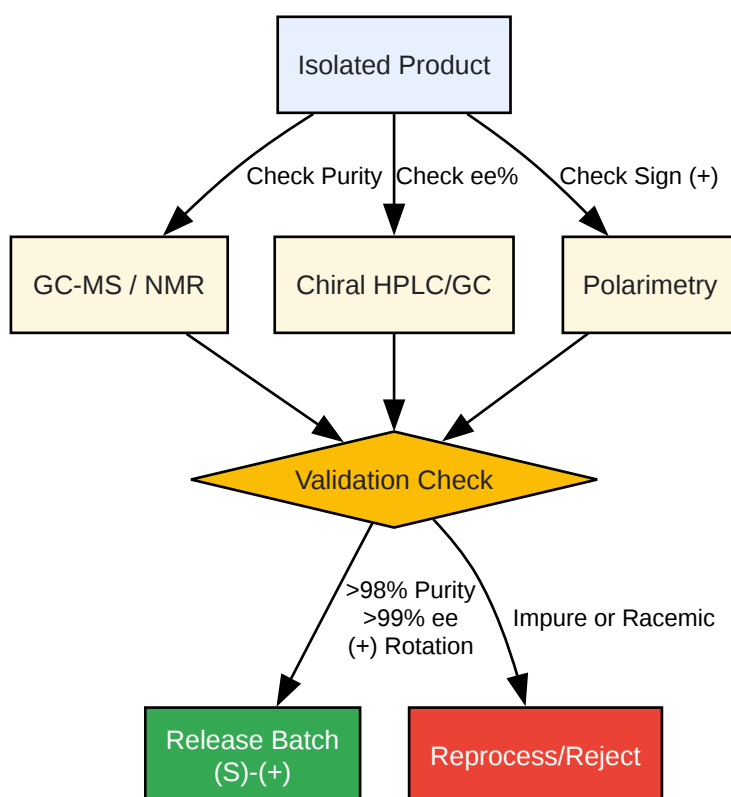 Isolated Product
Check Purity
Check ee%
Check Sign (+)
GC-MS / NMR
Chiral HPLC/GC
Polarimetry
Validation Check
>98% Purity
>99% ee
(+) Rotation
Impure or Racemic
Release Batch
(S)-(+)
Reprocess/Reject